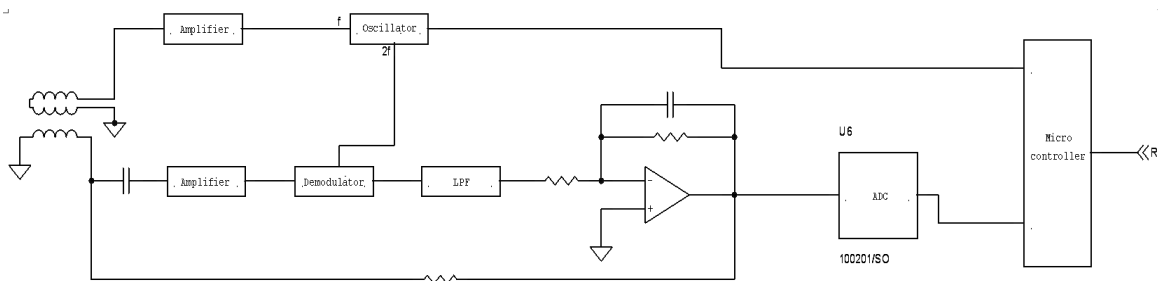 Amplifier
f
Oscillator
2f
U6
Micro
controller
R
Amplifier
Demodulator
LPF
-
+
ADC
100201/SO